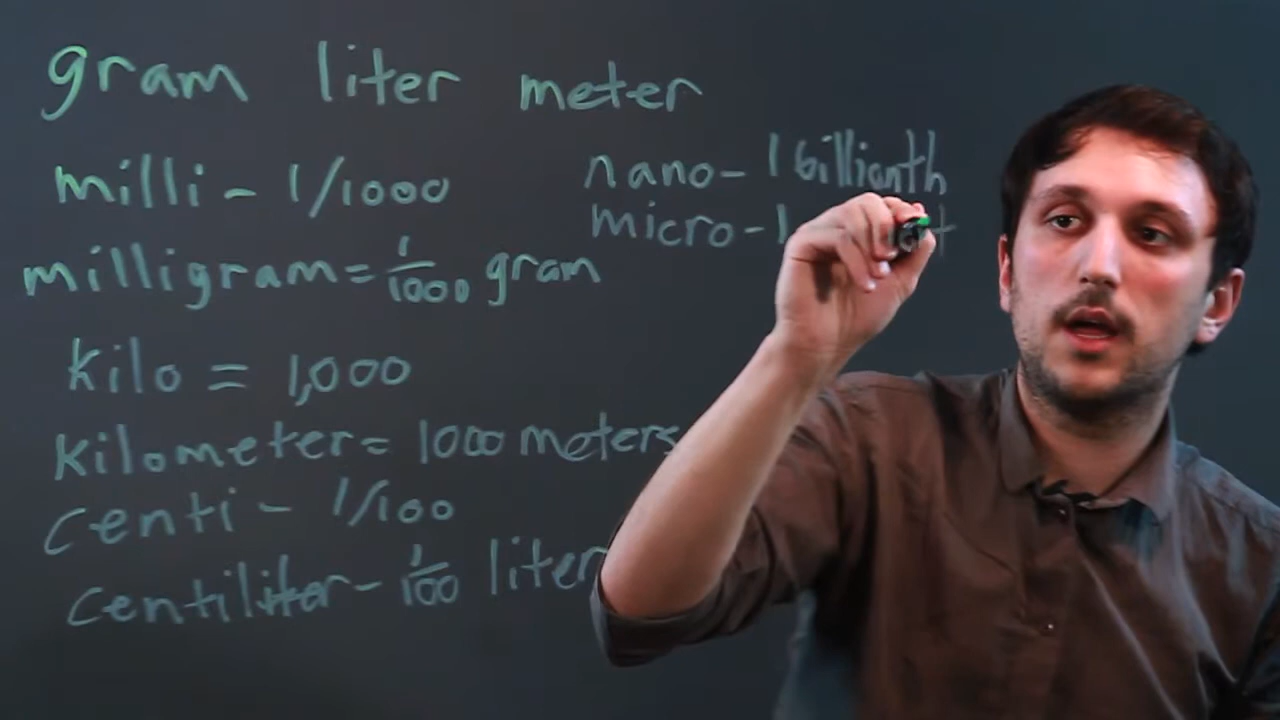 gram liter meter
milli - 1/1000
milligram = 1/1000 gram
kilo = 1,000
kilometer = 1000 meters
centi - 1/100
centiliter - 1/100 liter
nano - 1 billionth
micro - 1